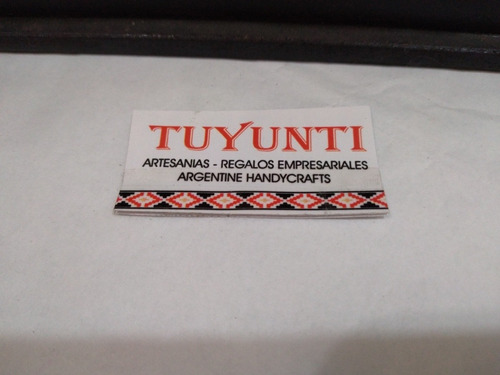 TUYUNTI
ARTESANIAS - REGALOS EMPRESARIALES
ARGENTINE HANDYCRAFTS